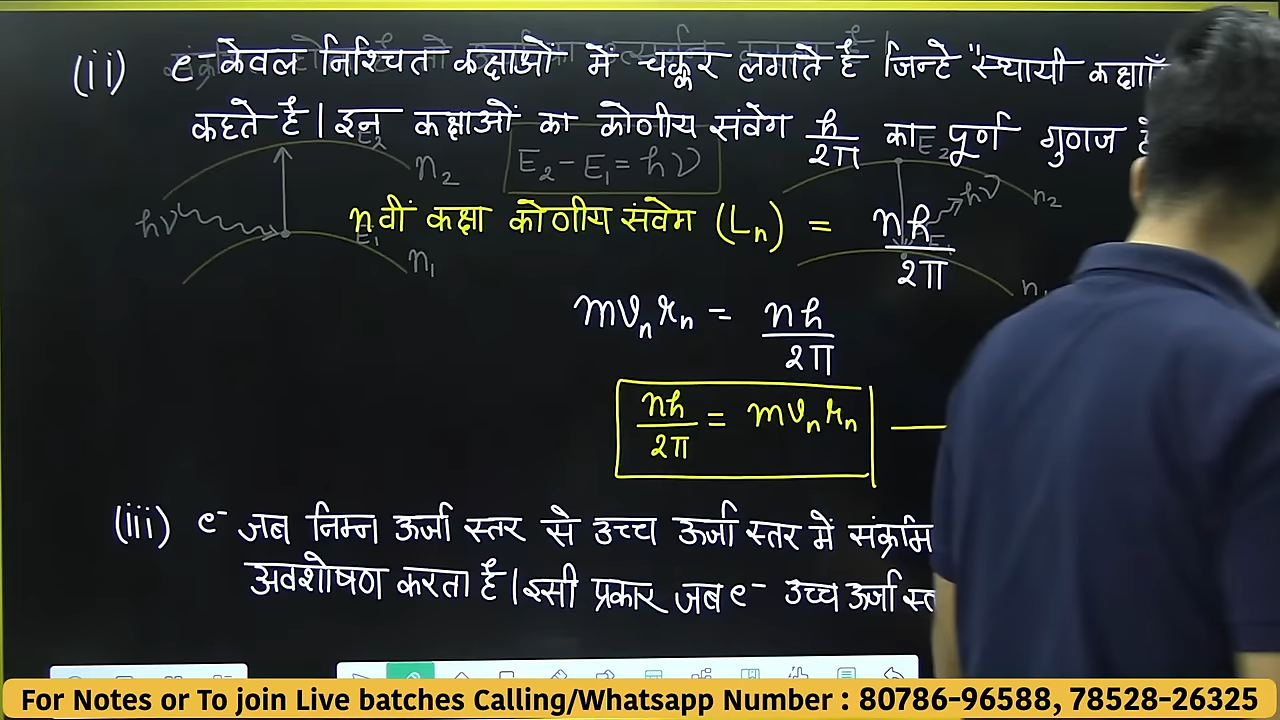 (ii) e⁻ केवल निश्चित कक्षाओं में चक्कर लगाते है जिन्हे "स्थायी कक्षाएँ
कहते है। इन कक्षाओं का कोणीय संवेग h/2π का पूर्ण गुणज
E₂ n₂ E₂ - E₁ = hν E₂ n₂
hν E₁ n₁ hν
nवीं कक्षा कोणीय संवेग (Lₙ) = nh/2π
mvₙrₙ = nh/2π
nh/2π = mvₙrₙ
(iii) e⁻ जब निम्न ऊर्जा स्तर से उच्च ऊर्जा स्तर में
अवशोषण करता है। इसी प्रकार जब e⁻ उच्च ऊर्जा
For Notes or To join Live batches Calling/Whatsapp Number : 80786-96588, 78528-26325